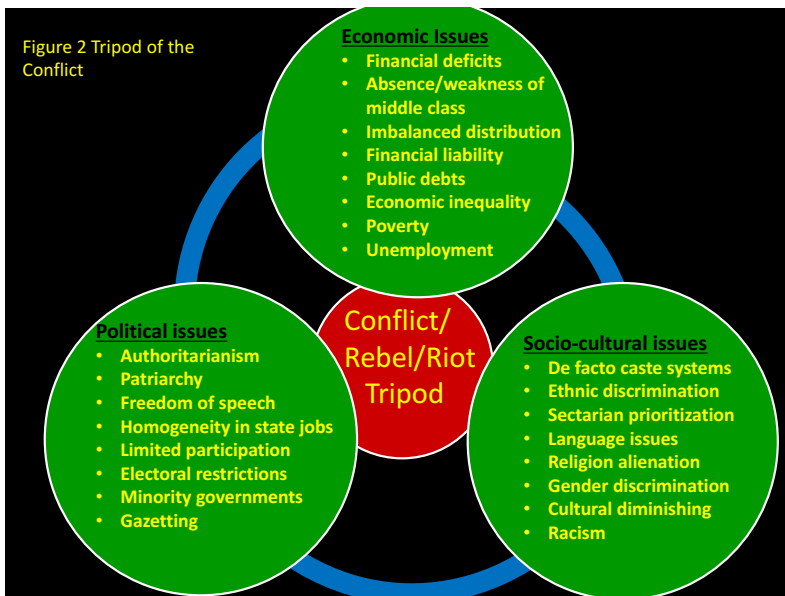 Figure 2 Tripod of the
Conflict
Economic Issues
• Financial deficits
• Absence/weakness of
middle class
• Imbalanced distribution
• Financial liability
• Public debts
• Economic inequality
• Poverty
• Unemployment
Conflict/
Rebel/Riot
Tripod
Political issues
• Authoritarianism
• Patriarchy
• Freedom of speech
• Homogeneity in state jobs
• Limited participation
• Electoral restrictions
• Minority governments
• Gazetting
Socio-cultural issues
• De facto caste systems
• Ethnic discrimination
• Sectarian prioritization
• Language issues
• Religion alienation
• Gender discrimination
• Cultural diminishing
• Racism